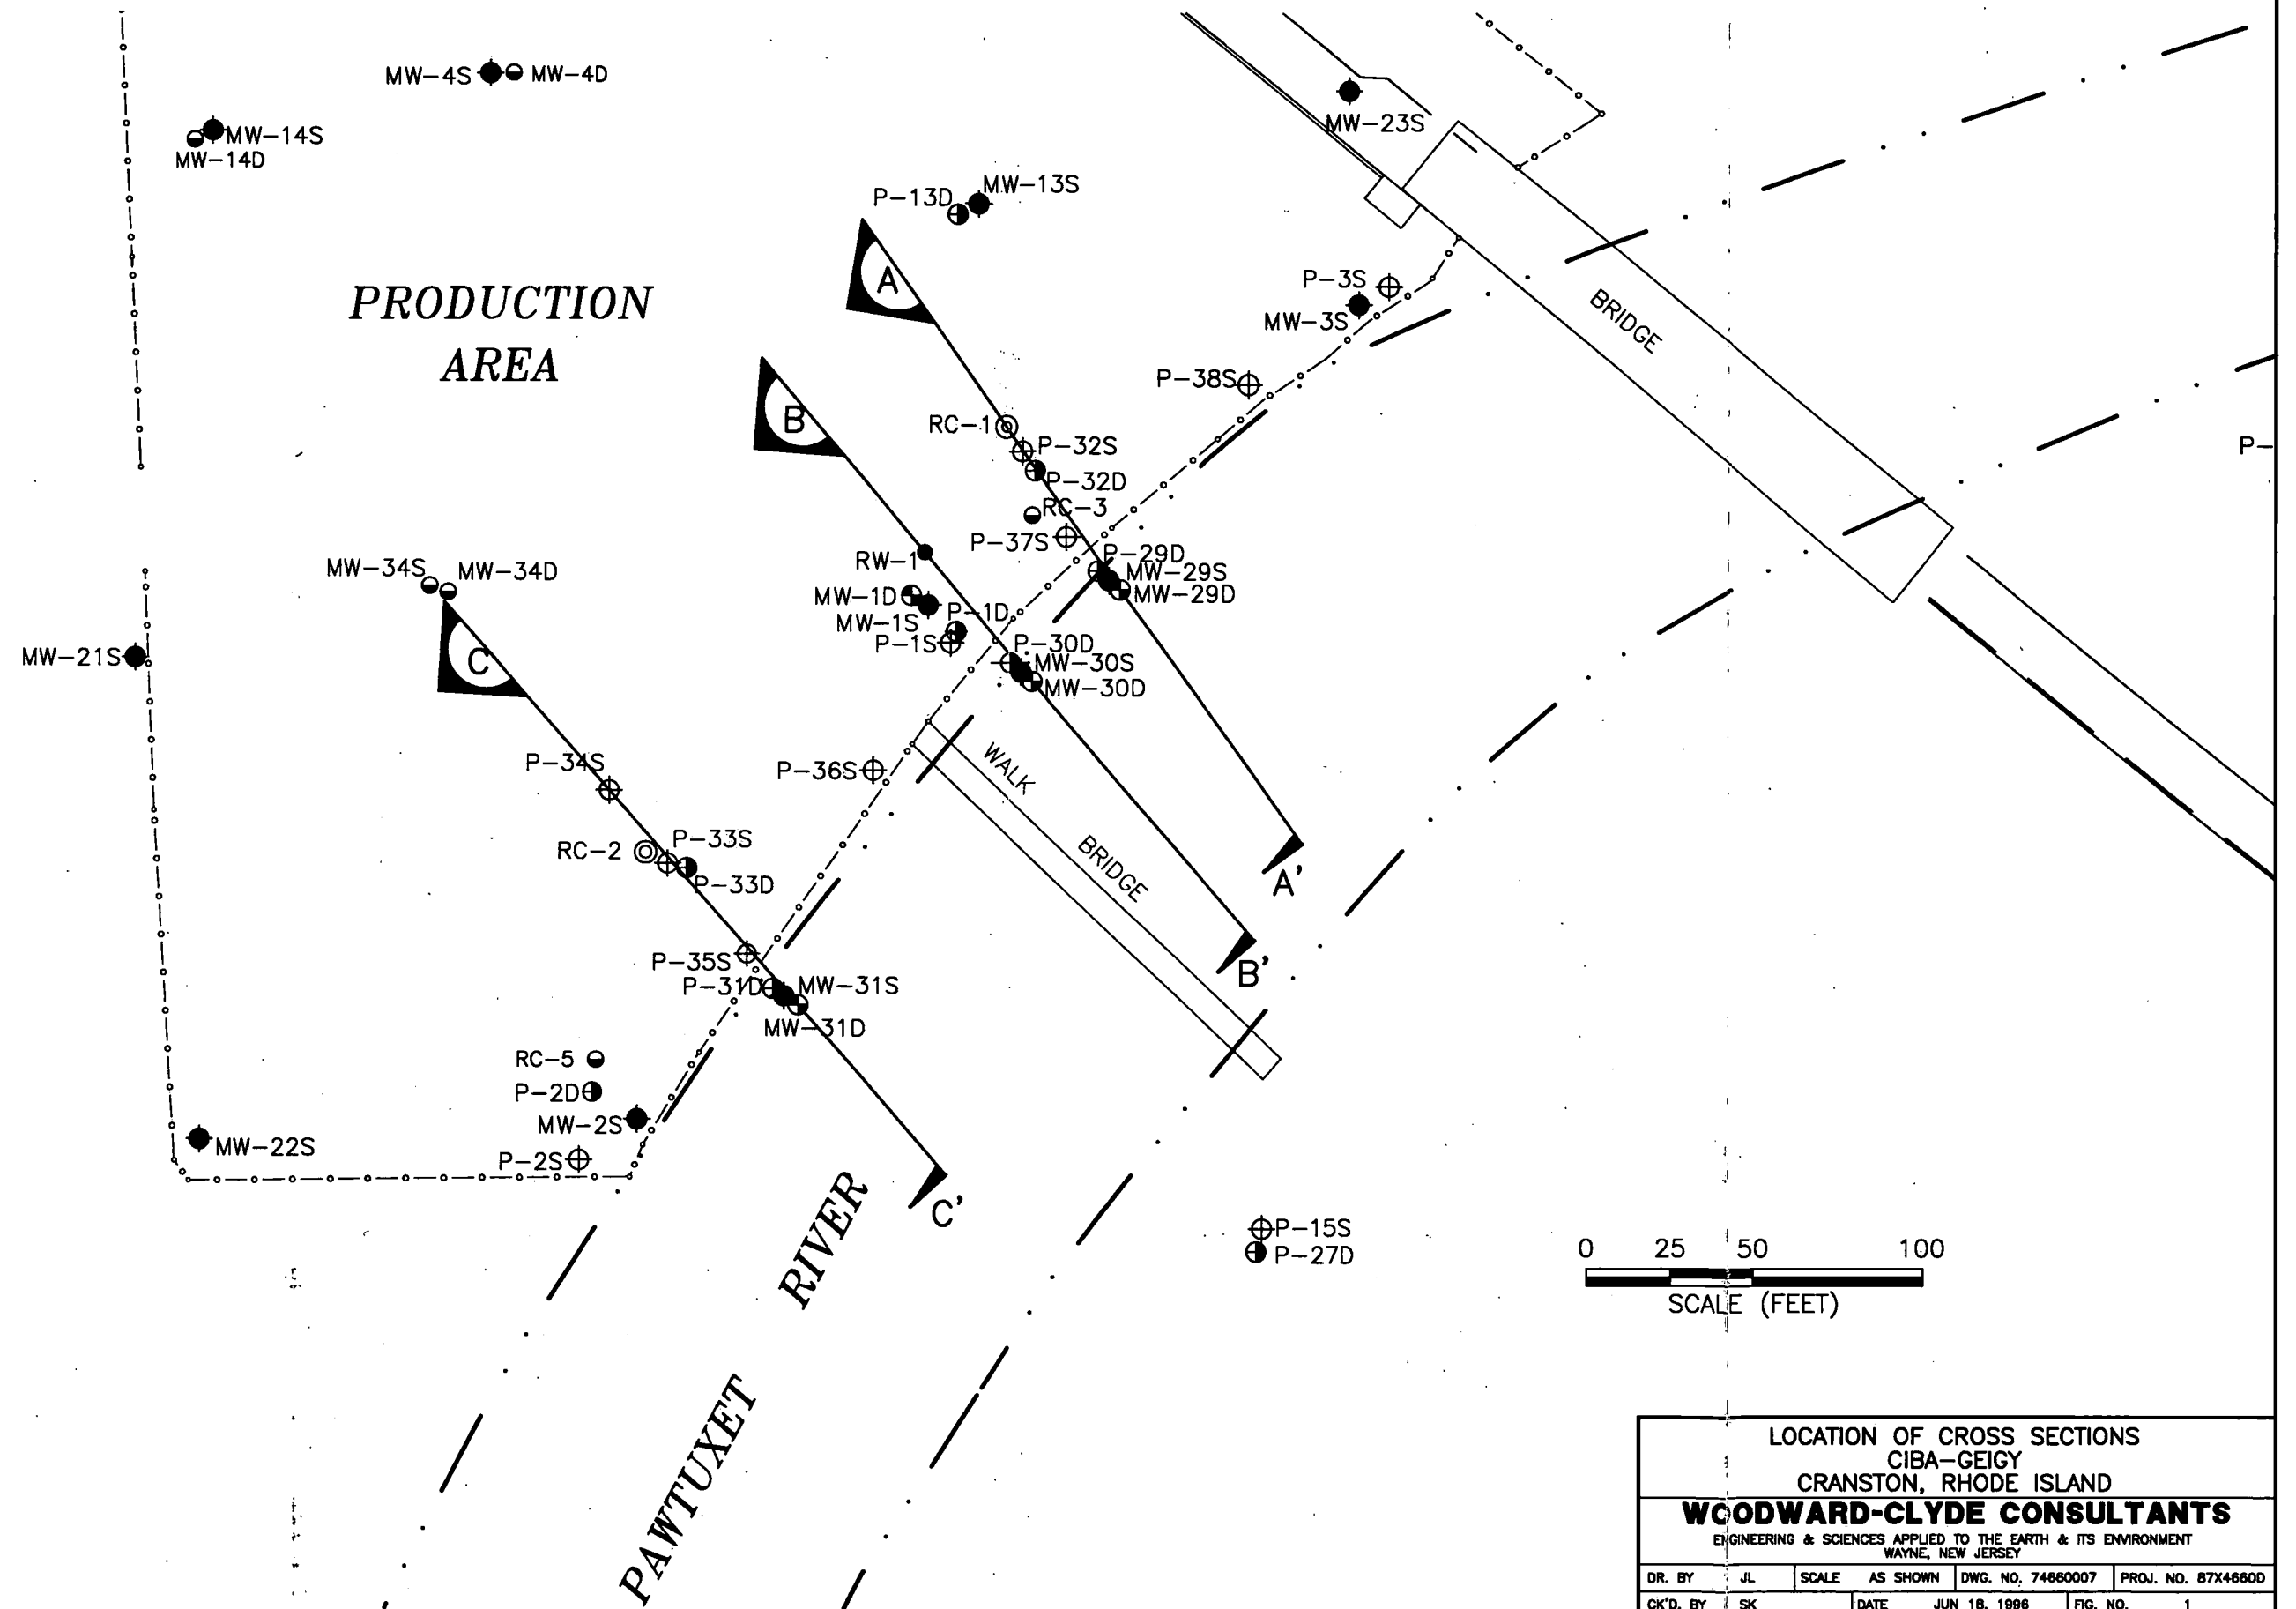 MW-4S
MW-4D
MW-14S
MW-14D
MW-23S
P-13D
MW-13S
PRODUCTION
AREA
A
P-3S
MW-3S
BRIDGE
P-38S
B
RC-1
P-32S
P-
P-32D
RC-3
P-37S
RW-1
P-29D
MW-29S
MW-29D
MW-34S
MW-34D
MW-1D
P-1D
MW-1S
P-1S
P-30D
MW-30S
MW-30D
MW-21S
C
P-34S
P-36S
WALK
BRIDGE
P-33S
RC-2
P-33D
A'
P-35S
P-31D
MW-31S
MW-31D
B'
RC-5
P-2D
MW-2S
MW-22S
P-2S
C'
P-15S
P-27D
PAWTUXET RIVER
0 25 50 100
SCALE (FEET)
LOCATION OF CROSS SECTIONS
CIBA-GEIGY
CRANSTON, RHODE ISLAND
WOODWARD-CLYDE CONSULTANTS
ENGINEERING & SCIENCES APPLIED TO THE EARTH & ITS ENVIRONMENT
WAYNE, NEW JERSEY
DR. BY JL SCALE AS SHOWN DWG. NO. 74660007 PROJ. NO. 87X4660D
CK'D. BY SK DATE JUN 18, 1996 FIG. NO. 1